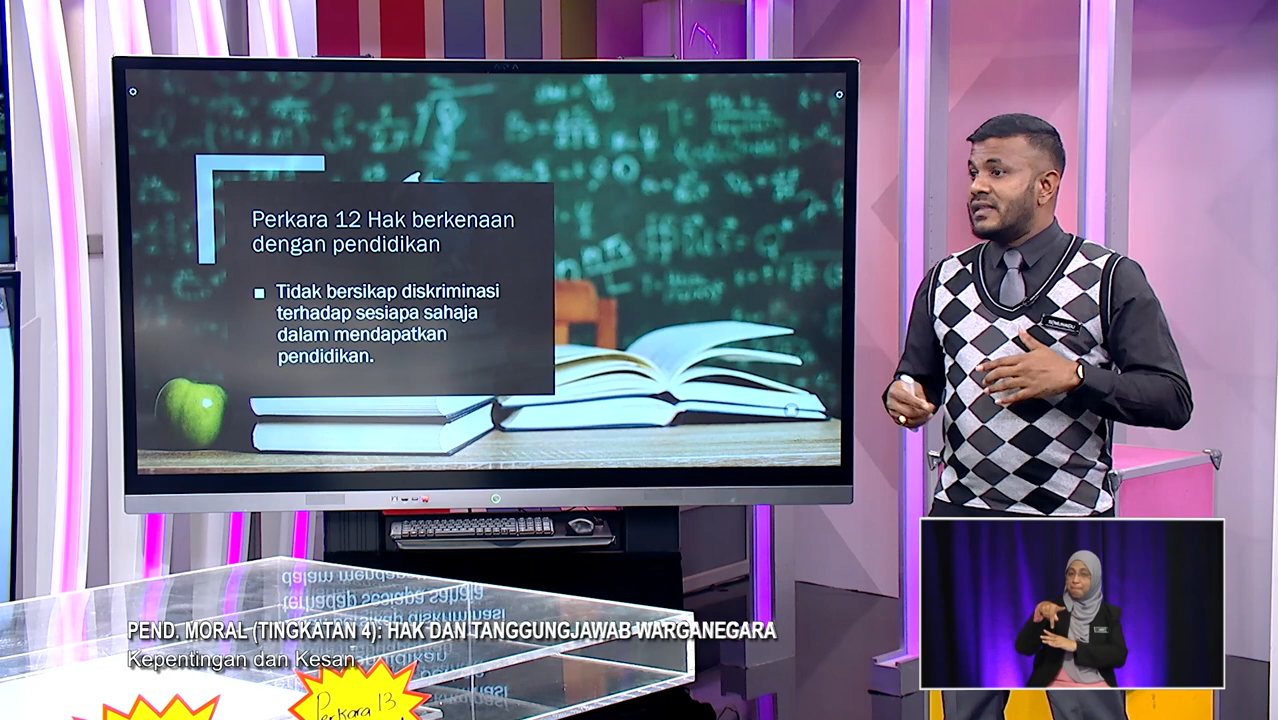 Perkara 12 Hak berkenaan
dengan pendidikan
Tidak bersikap diskriminasi
terhadap sesiapa sahaja
dalam mendapatkan
pendidikan.
PEND. MORAL (TINGKATAN 4): HAK DAN TANGGUNGJAWAB WARGANEGARA
Kepentingan dan Kesan
Perkara 13